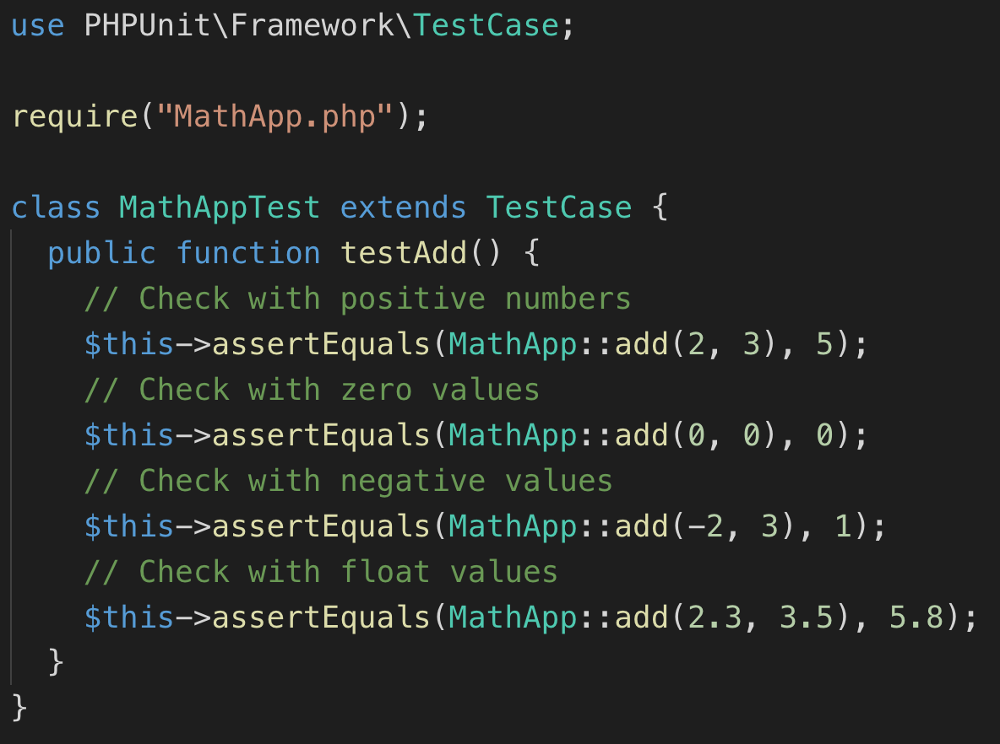 use PHPUnit\Framework\TestCase;
require("MathApp.php");
class MathAppTest extends TestCase {
public function testAdd() {
// Check with positive numbers
$this->assertEquals(MathApp::add(2, 3), 5);
// Check with zero values
$this->assertEquals(MathApp::add(0, 0), 0);
// Check with negative values
$this->assertEquals(MathApp::add(-2, 3), 1);
// Check with float values
$this->assertEquals(MathApp::add(2.3, 3.5), 5.8);
}
}